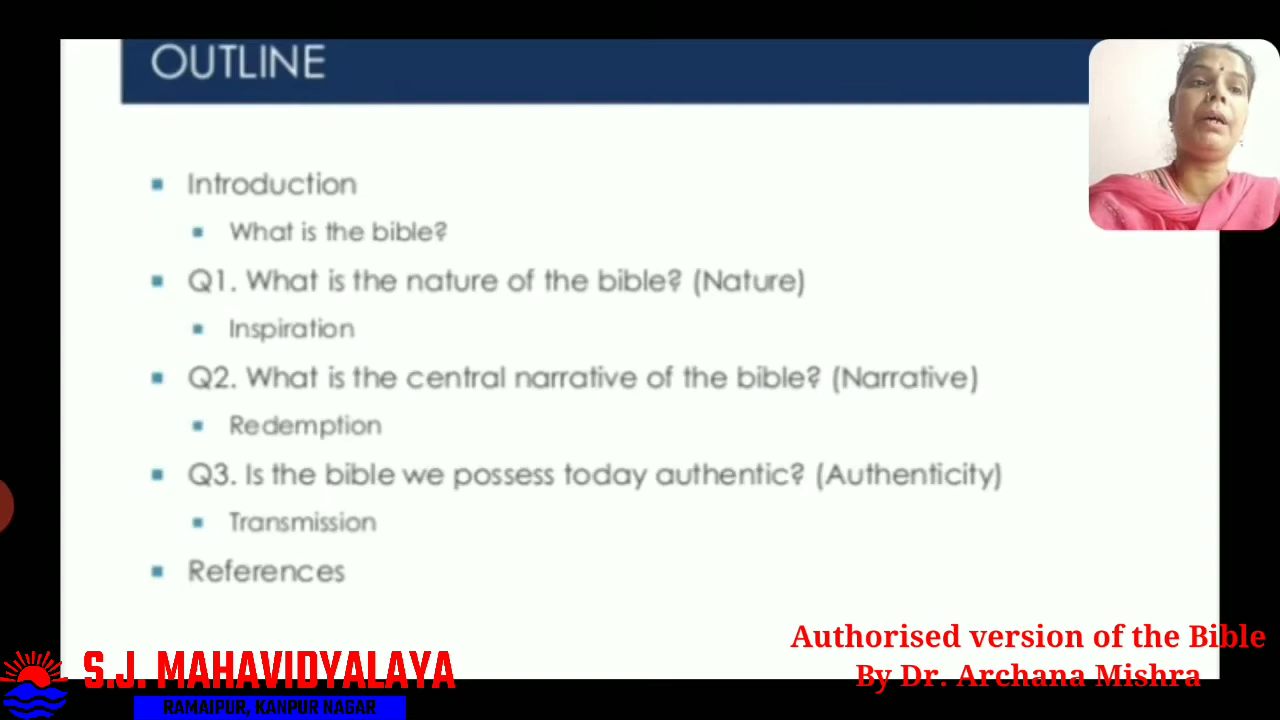 OUTLINE
Introduction
What is the bible?
Q1. What is the nature of the bible? (Nature)
Inspiration
Q2. What is the central narrative of the bible? (Narrative)
Redemption
Q3. Is the bible we possess today authentic? (Authenticity)
Transmission
References
Authorised version of the Bible
By Dr. Archana Mishra
S.J. MAHAVIDYALAYA
RAMAIPUR, KANPUR NAGAR